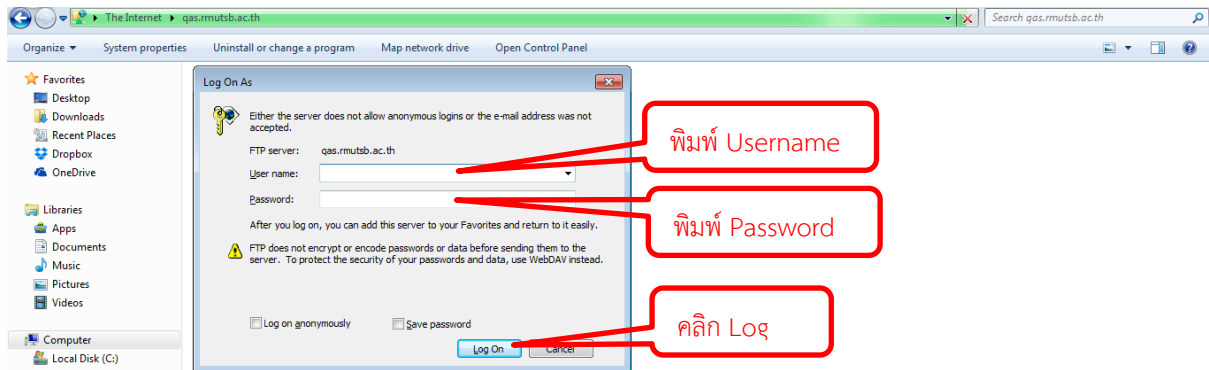 The Internet qas.rmutsb.ac.th Search qas.rmutsb.ac.th
Organize System properties Uninstall or change a program Map network drive Open Control Panel
Favorites
Desktop
Downloads
Recent Places
Dropbox
OneDrive
Libraries
Apps
Documents
Music
Pictures
Videos
Computer
Local Disk (C:)
Log On As
Either the server does not allow anonymous logins or the e-mail address was not
accepted.
FTP server: qas.rmutsb.ac.th
User name:
Password:
After you log on, you can add this server to your Favorites and return to it easily.
FTP does not encrypt or encode passwords or data before sending them to the
server. To protect the security of your passwords and data, use WebDAV instead.
Log on anonymously Save password
Log On Cancel
พิมพ์ Username
พิมพ์ Password
คลิก Log